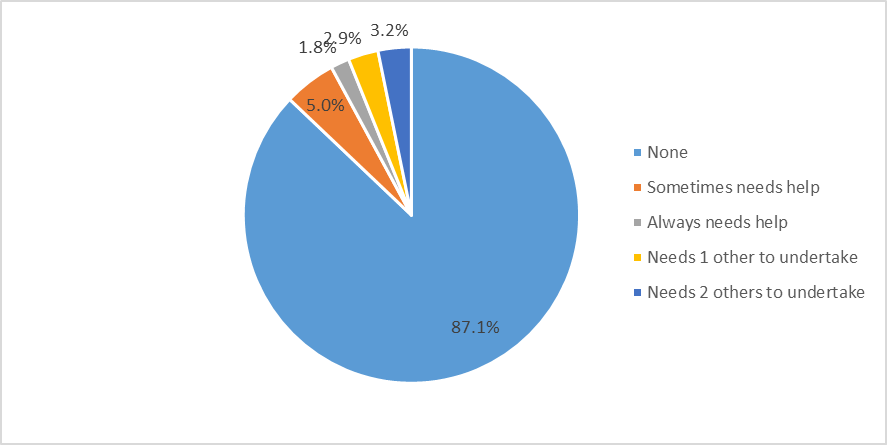 3.2%
2.9%
1.8%
5.0%
87.1%
None
Sometimes needs help
Always needs help
Needs 1 other to undertake
Needs 2 others to undertake